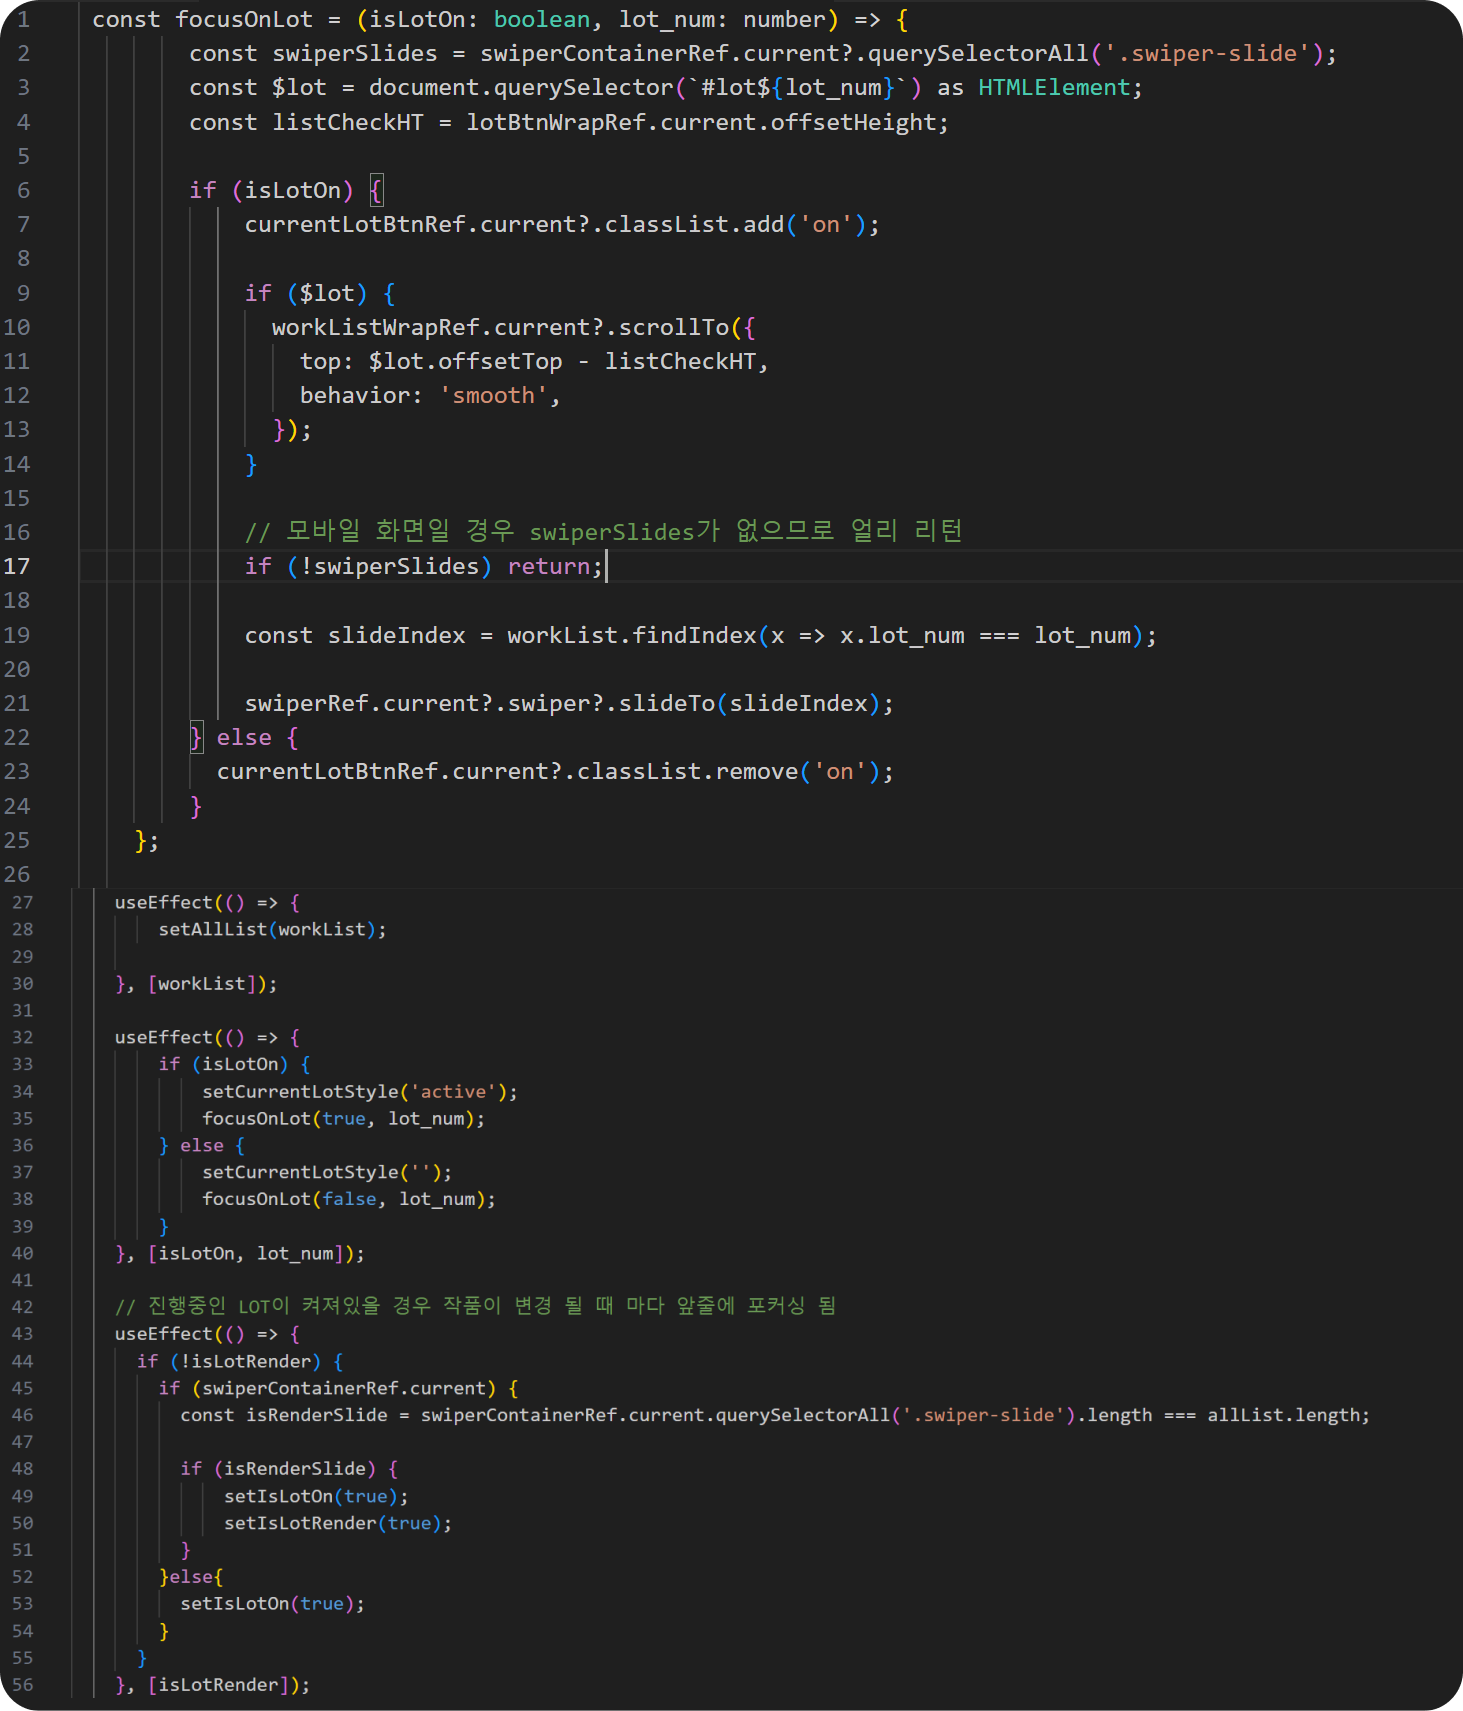 1 const focusOnLot = (isLotOn: boolean, lot_num: number) => {
2 const swiperSlides = swiperContainerRef.current?.querySelectorAll('.swiper-slide');
3 const $lot = document.querySelector(`#lot${lot_num}`) as HTMLElement;
4 const listCheckHT = lotBtnWrapRef.current.offsetHeight;
5
6 if (isLotOn) {
7 currentLotBtnRef.current?.classList.add('on');
8
9 if ($lot) {
10 workListWrapRef.current?.scrollTo({
11 top: $lot.offsetTop - listCheckHT,
12 behavior: 'smooth',
13 });
14 }
15
16 // 모바일 화면일 경우 swiperSlides가 없으므로 얼리 리턴
17 if (!swiperSlides) return;
18
19 const slideIndex = workList.findIndex(x => x.lot_num === lot_num);
20
21 swiperRef.current?.swiper?.slideTo(slideIndex);
22 } else {
23 currentLotBtnRef.current?.classList.remove('on');
24 }
25 };
26
27 useEffect(() => {
28 setAllList(workList);
29
30 }, [workList]);
31
32 useEffect(() => {
33 if (isLotOn) {
34 setCurrentLotStyle('active');
35 focusOnLot(true, lot_num);
36 } else {
37 setCurrentLotStyle('');
38 focusOnLot(false, lot_num);
39 }
40 }, [isLotOn, lot_num]);
41
42 // 진행중인 LOT이 켜져있을 경우 작품이 변경 될 때 마다 앞줄에 포커싱 됨
43 useEffect(() => {
44 if (!isLotRender) {
45 if (swiperContainerRef.current) {
46 const isRenderSlide = swiperContainerRef.current.querySelectorAll('.swiper-slide').length === allList.length;
47
48 if (isRenderSlide) {
49 setIsLotOn(true);
50 setIsLotRender(true);
51 }
52 }else{
53 setIsLotOn(true);
54 }
55 }
56 }, [isLotRender]);